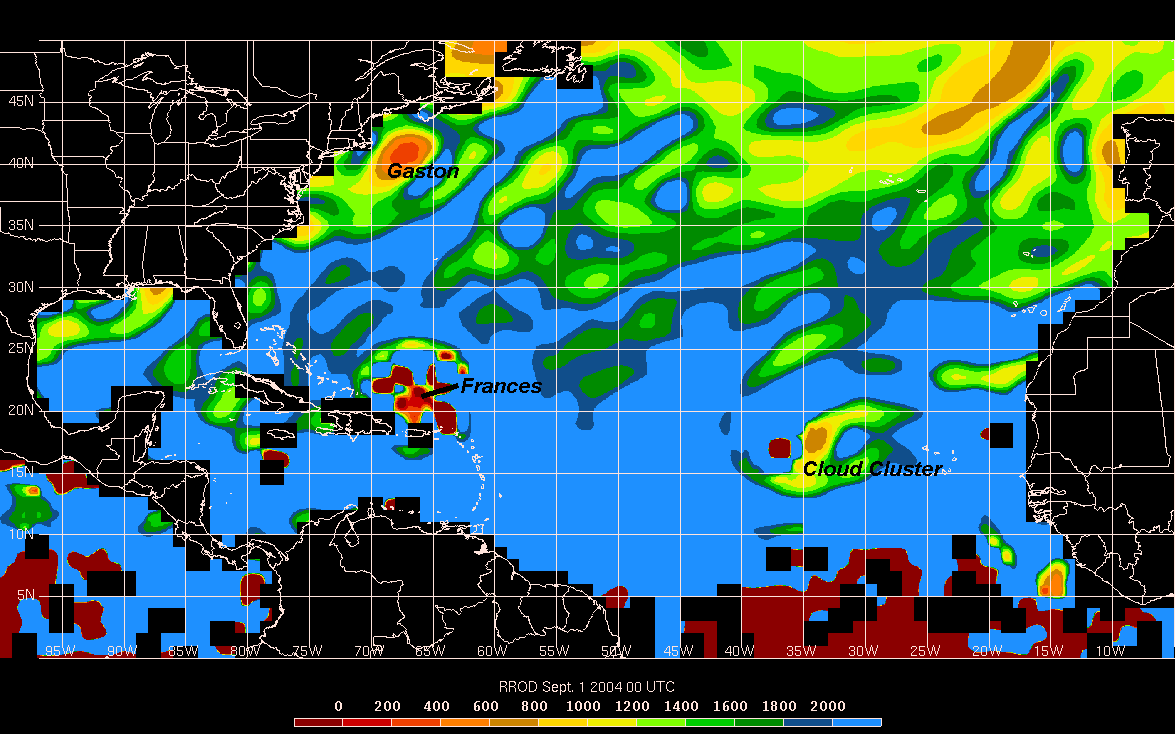 45N
Gaston
40N
35N
30N
25N
Frances
20N
Cloud Cluster
15N
10N
5N
95W 90W 85W 80W 75W 70W 65W 60W 55W 50W 45W 40W 35W 30W 25W 20W 15W 10W
RROD Sept. 1 2004 00 UTC
0 200 400 600 800 1000 1200 1400 1600 1800 2000